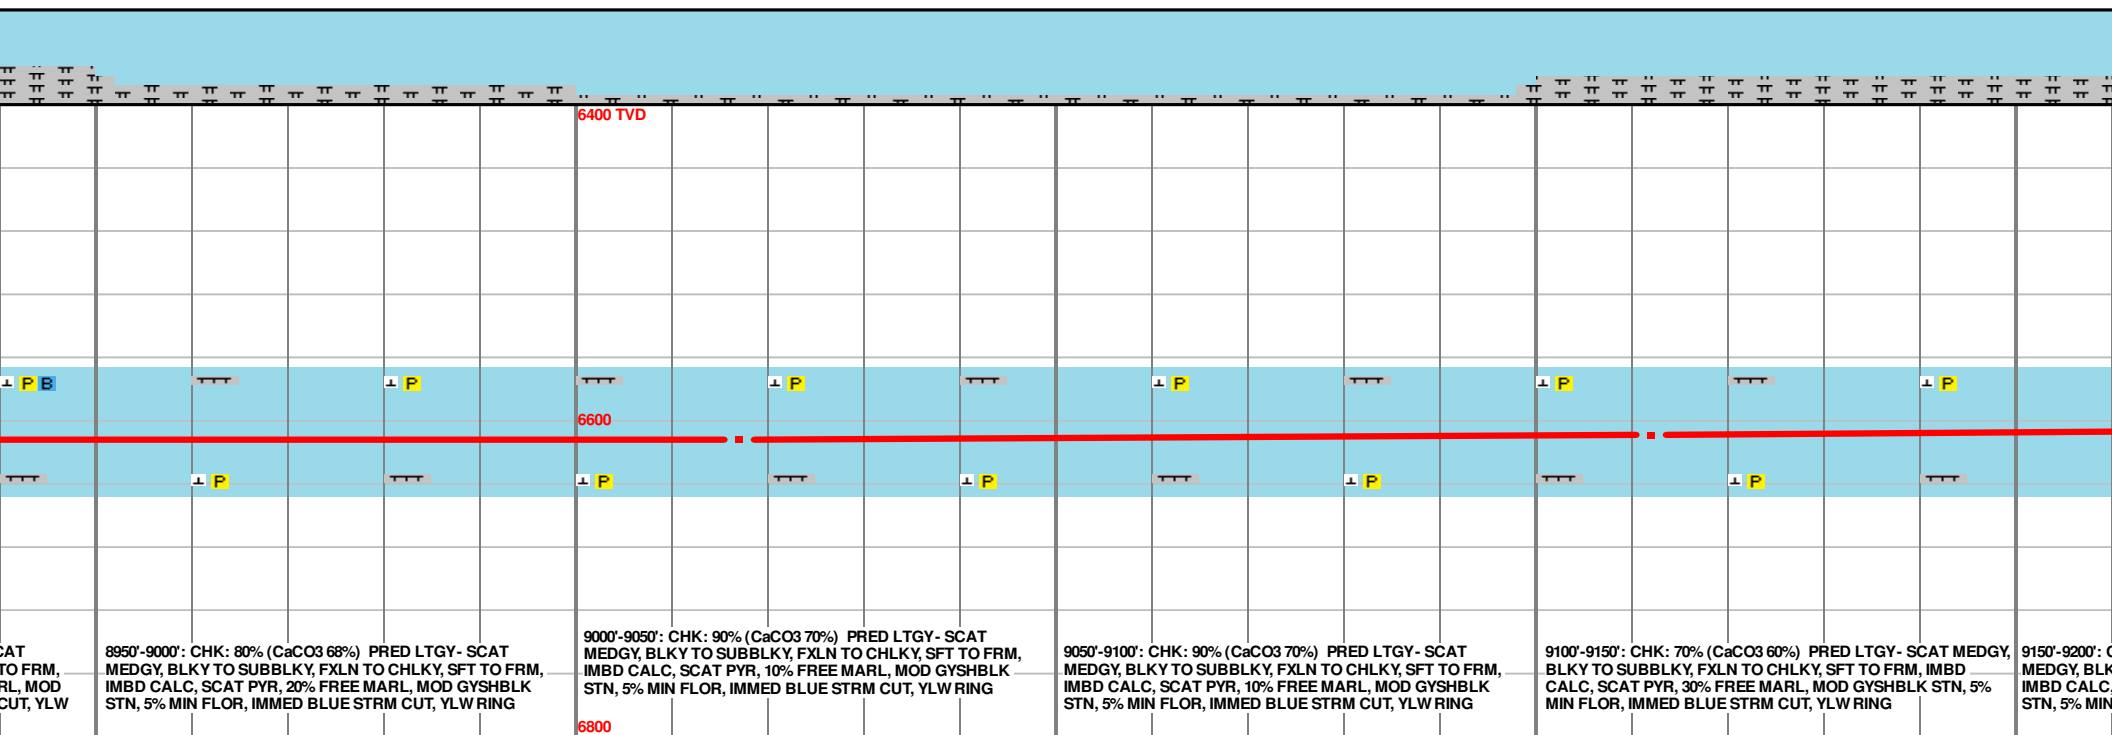 6400 TVD
P B
P
P
P
P
P
6600
P
P
P
P
P
CAT
TO FRM,
RL, MOD
CUT, YLW
8950'-9000': CHK: 80% (CaCO3 68%) PRED LTGY- SCAT
MEDGY, BLKY TO SUBBLKY, FXLN TO CHLKY, SFT TO FRM,
IMBD CALC, SCAT PYR, 20% FREE MARL, MOD GYSHBLK
STN, 5% MIN FLOR, IMMED BLUE STRM CUT, YLW RING
9000'-9050': CHK: 90% (CaCO3 70%) PRED LTGY- SCAT
MEDGY, BLKY TO SUBBLKY, FXLN TO CHLKY, SFT TO FRM,
IMBD CALC, SCAT PYR, 10% FREE MARL, MOD GYSHBLK
STN, 5% MIN FLOR, IMMED BLUE STRM CUT, YLW RING
9050'-9100': CHK: 90% (CaCO3 70%) PRED LTGY- SCAT
MEDGY, BLKY TO SUBBLKY, FXLN TO CHLKY, SFT TO FRM,
IMBD CALC, SCAT PYR, 10% FREE MARL, MOD GYSHBLK
STN, 5% MIN FLOR, IMMED BLUE STRM CUT, YLW RING
9100'-9150': CHK: 70% (CaCO3 60%) PRED LTGY- SCAT MEDGY,
BLKY TO SUBBLKY, FXLN TO CHLKY, SFT TO FRM, IMBD
CALC, SCAT PYR, 30% FREE MARL, MOD GYSHBLK STN, 5%
MIN FLOR, IMMED BLUE STRM CUT, YLW RING
9150'-9200': C
MEDGY, BLK
IMBD CALC,
STN, 5% MIN
6800